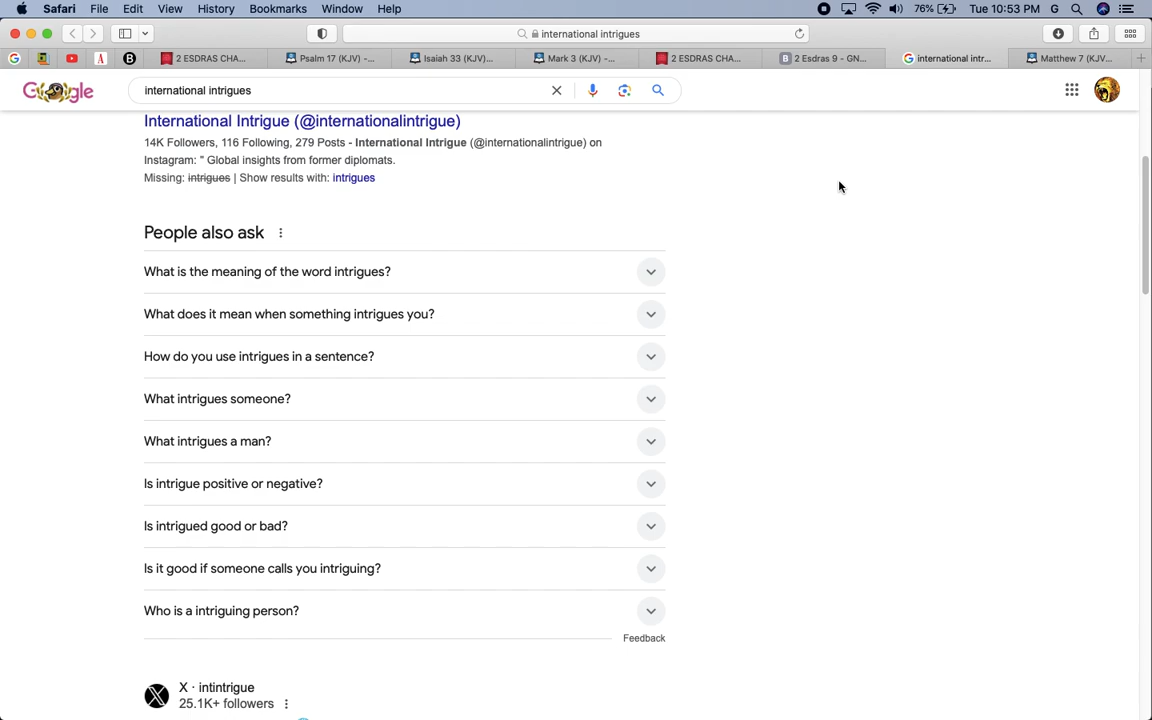 Safari File Edit View History Bookmarks Window Help 76% Tue 10:53 PM G
international intrigues
2 ESDRAS CHA... Psalm 17 (KJV) -... Isaiah 33 (KJV)... Mark 3 (KJV) -... 2 ESDRAS CHA... 2 Esdras 9 - GN... international intr... Matthew 7 (KJV...
Google international intrigues
International Intrigue (@internationalintrigue)
14K Followers, 116 Following, 279 Posts - International Intrigue (@internationalintrigue) on
Instagram: " Global insights from former diplomats.
Missing: intrigues | Show results with: intrigues
People also ask
What is the meaning of the word intrigues?
What does it mean when something intrigues you?
How do you use intrigues in a sentence?
What intrigues someone?
What intrigues a man?
Is intrigue positive or negative?
Is intrigued good or bad?
Is it good if someone calls you intriguing?
Who is a intriguing person?
Feedback
X · intintrigue
25.1K+ followers